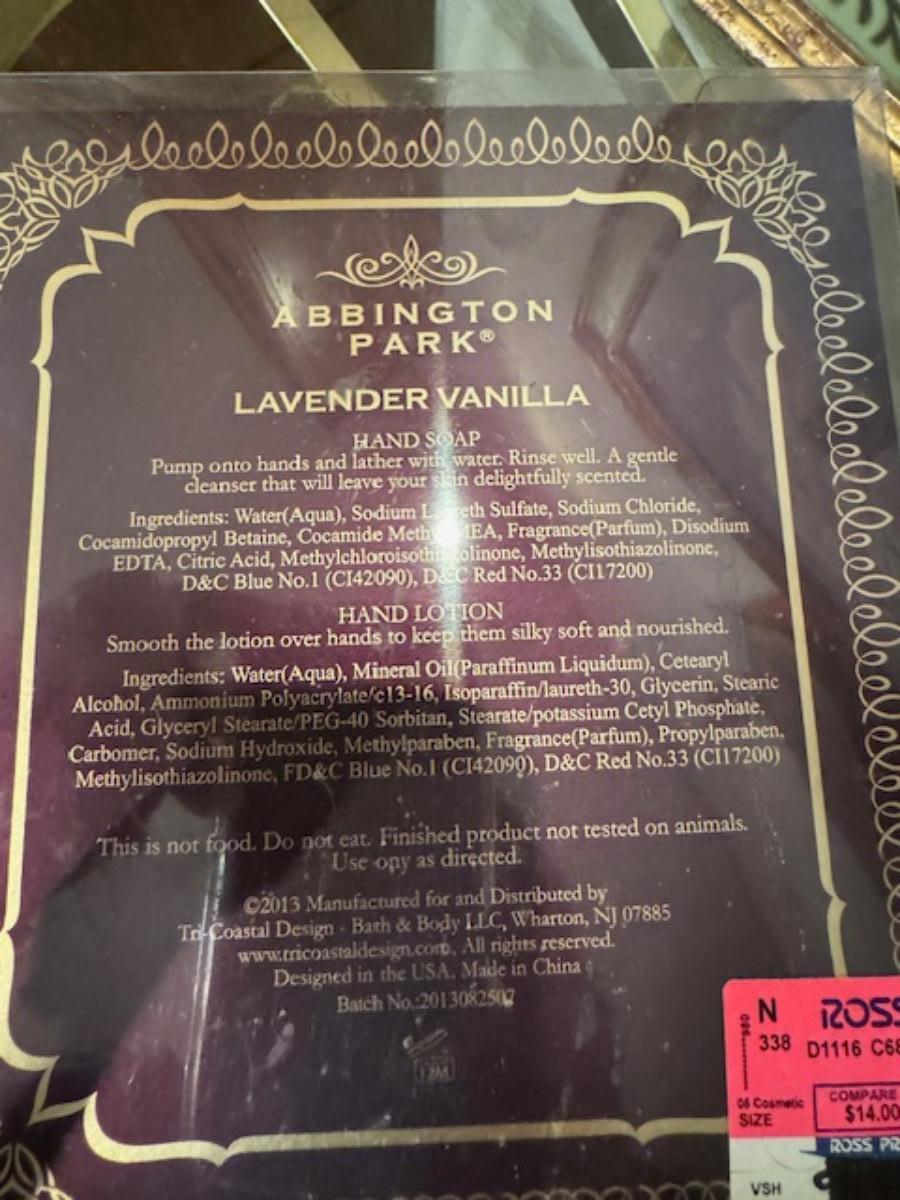 ABBINGTON
PARK®
LAVENDER VANILLA
HAND SOAP
Pump onto hands and lather with water. Rinse well. A gentle
cleanser that will leave your skin delightfully scented.
Ingredients: Water(Aqua), Sodium L reth Sulfate, Sodium Chloride,
Cocamidopropyl Betaine, Cocamide Methyl MEA, Fragrance(Parfum), Disodium
EDTA, Citric Acid, Methylchloroisothiazolinone, Methylisothiazolinone,
D&C Blue No.1 (CI42090), D&C Red No.33 (CI17200)
HAND LOTION
Smooth the lotion over hands to keep them silky soft and nourished.
Ingredients: Water(Aqua), Mineral Oil(Paraffinum Liquidum), Cetearyl
Alcohol, Ammonium Polyacrylate/c13-16, Isoparaffin/laureth-30, Glycerin, Stearic
Acid, Glyceryl Stearate/PEG-40 Sorbitan, Stearate/potassium Cetyl Phosphate,
Carbomer, Sodium Hydroxide, Methylparaben, Fragrance(Parfum), Propylparaben,
Methylisothiazolinone, FD&C Blue No.1 (CI42090), D&C Red No.33 (CI17200)
This is not food. Do not eat. Finished product not tested on animals.
Use ony as directed.
©2013 Manufactured for and Distributed by
Tri-Coastal Design - Bath & Body LLC, Wharton, NJ 07885
www.tricoastaldesign.com. All rights reserved.
Designed in the USA. Made in China
Batch No.:2013082507
12M
N ROSS
338 D1116 C68
06 Cosmetic COMPARE
SIZE $14.00
ROSS PR
VSH